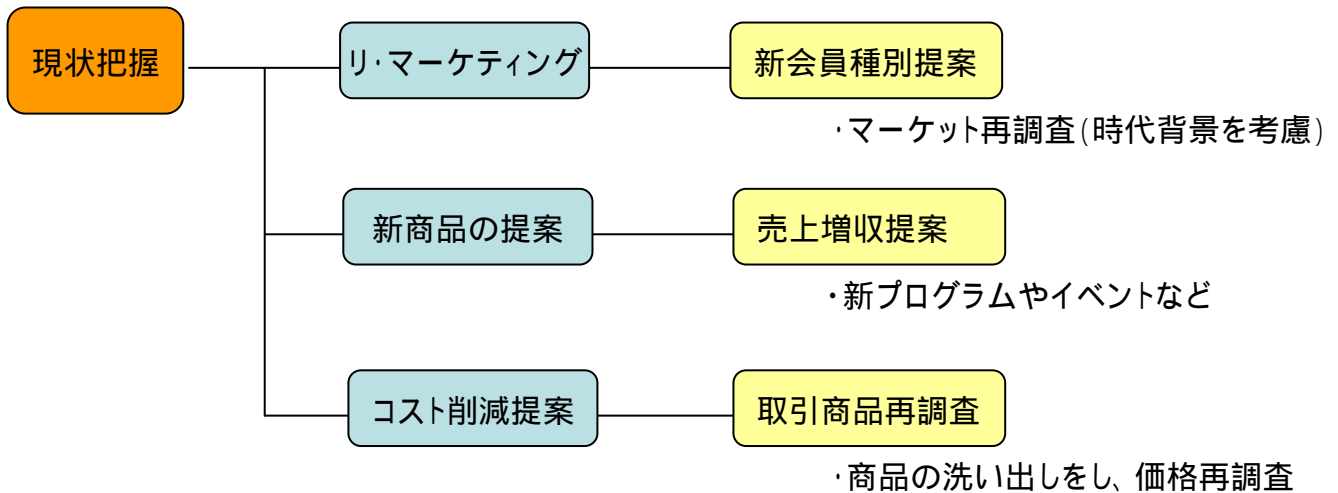 現状把握
リ・マーケティング
新会員種別提案
・マーケット再調査(時代背景を考慮)
新商品の提案
売上増収提案
・新プログラムやイベントなど
コスト削減提案
取引商品再調査
・商品の洗い出しをし、価格再調査